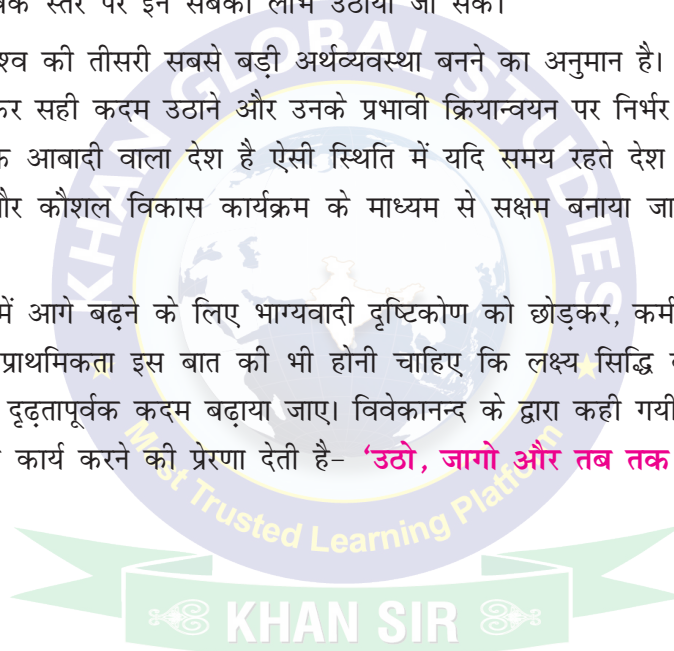 स्तर पर इन सबका लाभ उठाया जा सके।
की तीसरी सबसे बड़ी अर्थव्यवस्था बनने का अनुमान है।
सही कदम उठाने और उनके प्रभावी क्रियान्वयन पर निर्भर
आबादी वाला देश है ऐसी स्थिति में यदि समय रहते देश
कौशल विकास कार्यक्रम के माध्यम से सक्षम बनाया जा
में आगे बढ़ने के लिए भाग्यवादी दृष्टिकोण को छोड़कर,
प्राथमिकता इस बात की भी होनी चाहिए कि लक्ष्य सिद्धि
दृढ़तापूर्वक कदम बढ़ाया जाए। विवेकानन्द के द्वारा कही गयी
कार्य करने की प्रेरणा देती है– ‘उठो, जागो और तब तक
KHAN GLOBAL STUDIES
Most Trusted Learning Platform
KHAN SIR